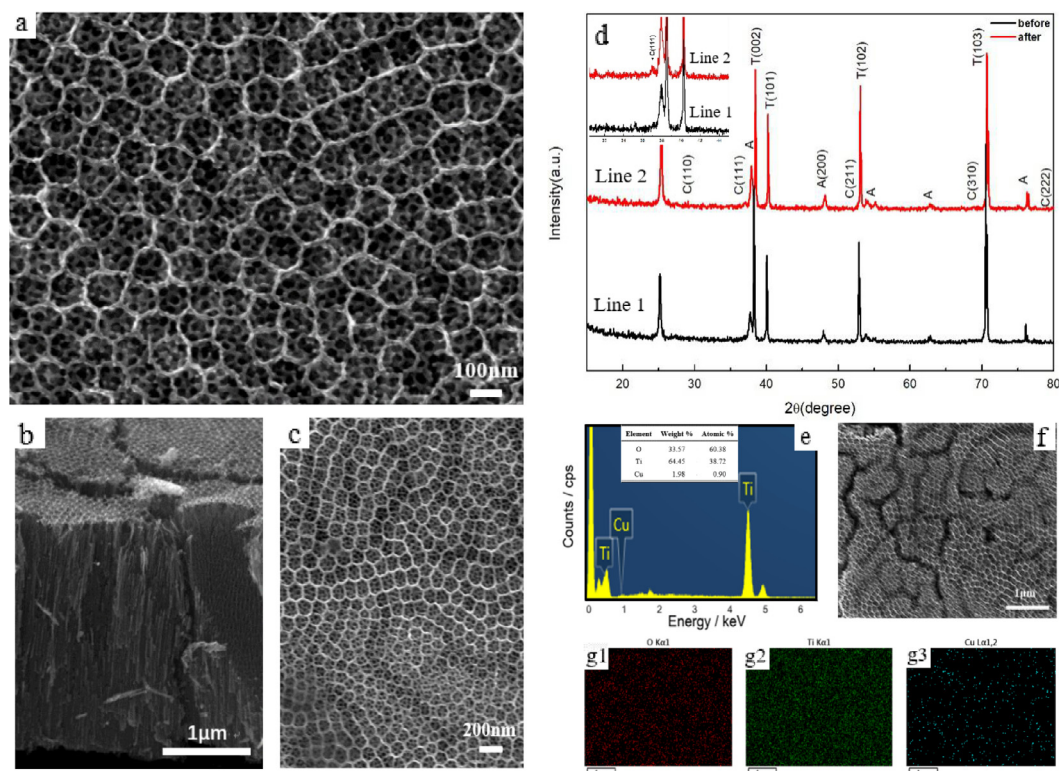 a
100nm
b
1μm
c
200nm
d
before
after
C(111)
Line 2
Line 1
T(002)
T(101)
T(102)
T(103)
Line 2
C(110)
C(111)
A
A(200)
C(211)
A
A
C(310)
A
C(222)
Line 1
Intensity(a.u.)
15 20 30 40 50 60 70 80
2θ(degree)
e
Element Weight % Atomic %
O 33.57 60.38
Ti 64.45 38.72
Cu 1.98 0.90
Ti
Cu
Ti
Counts / cps
0 1 2 3 4 5 6
Energy / keV
f
1μm
O Kα1
g1
Ti Kα1
g2
Cu Lα1,2
g3